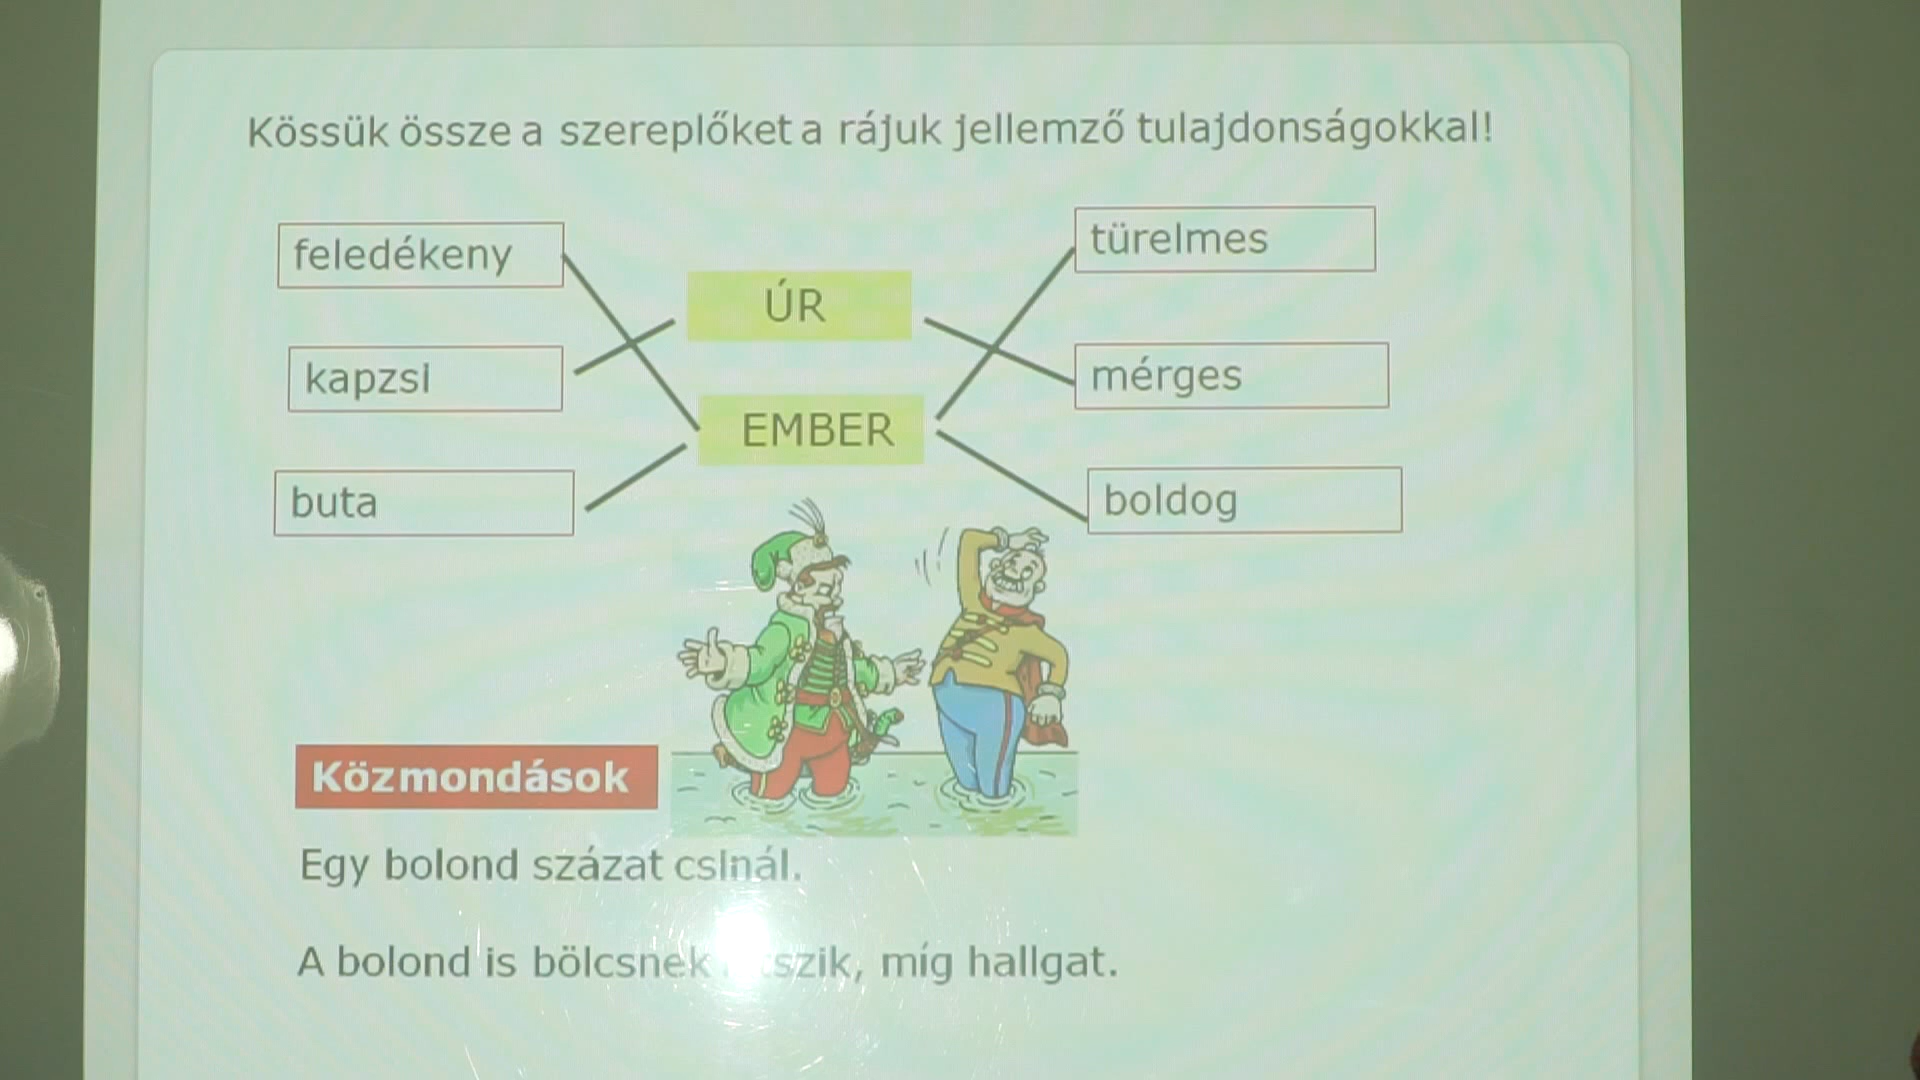 Kössük össze a szereplőket a rájuk jellemző tulajdonságokkal!
feledékeny
türelmes
ÚR
kapzsi
mérges
EMBER
buta
boldog
Közmondások
Egy bolond százat csinál.
A bolond is bölcsnek míg hallgat.